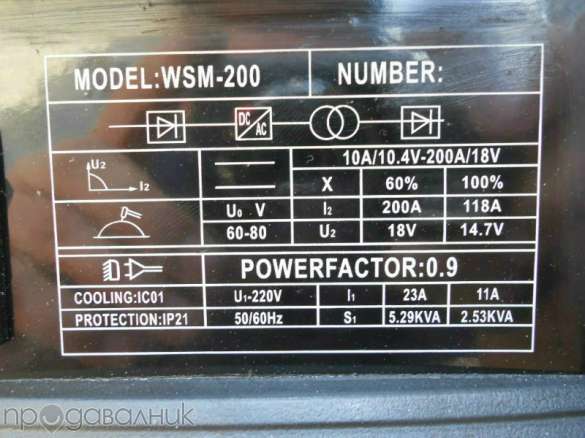 MODEL:WSM-200 NUMBER:
DC
AC
10A/10.4V-200A/18V
U2
I2
X 60% 100%
U₀ V I₂ 200A 118A
60-80 U₂ 18V 14.7V
POWERFACTOR:0.9
COOLING:IC01 U₁-220V I₁ 23A 11A
PROTECTION:IP21 50/60Hz S₁ 5.29KVA 2.53KVA
продавалник